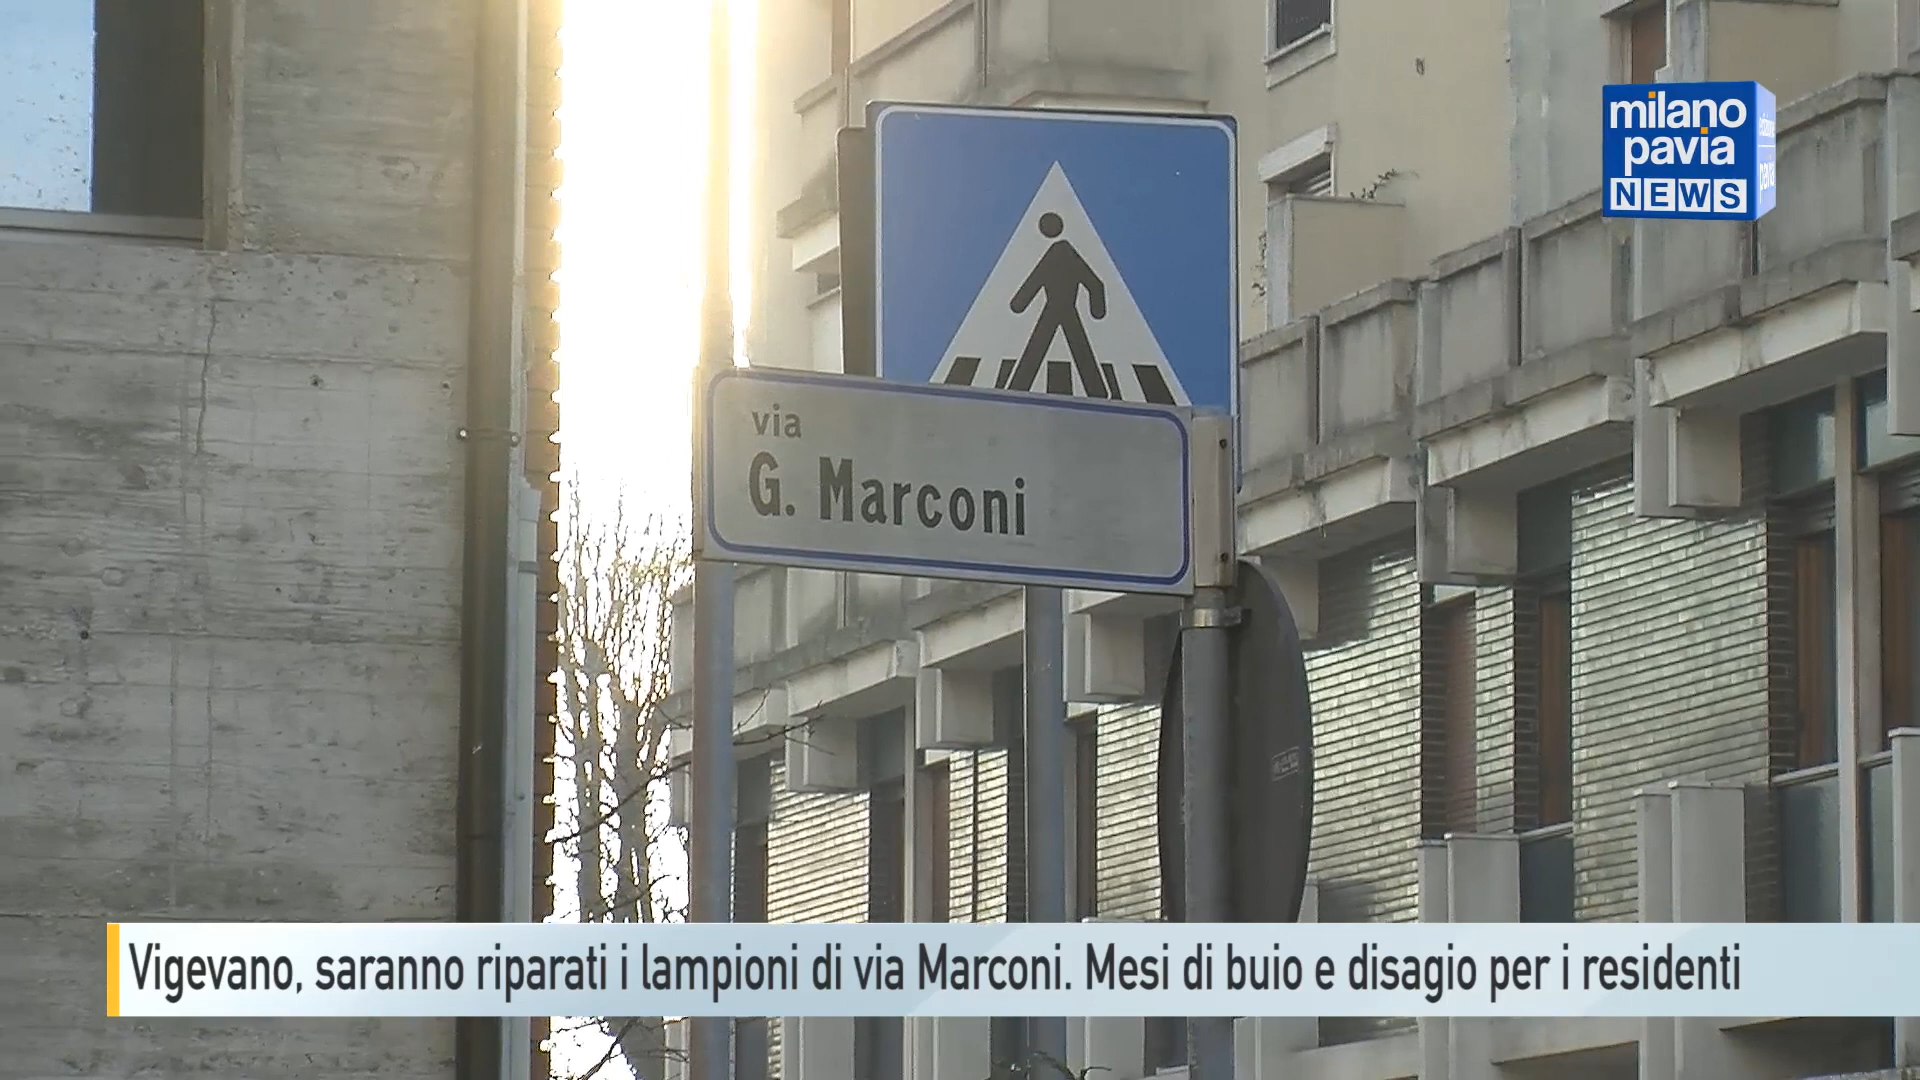 milano
pavia
NEWS
via
G. Marconi
Vigevano, saranno riparati i lampioni di via Marconi. Mesi di buio e disagio per i residenti